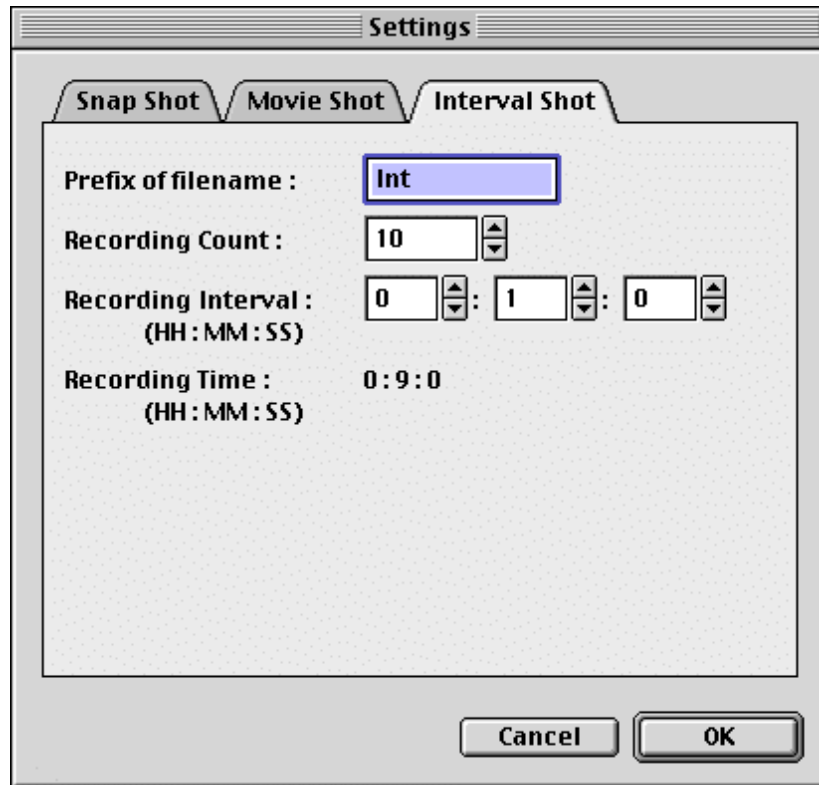 Settings
Snap Shot Movie Shot Interval Shot
Prefix of filename : Int
Recording Count : 10
Recording Interval : 0 : 1 : 0
(HH:MM:SS)
Recording Time : 0:9:0
(HH:MM:SS)
Cancel OK